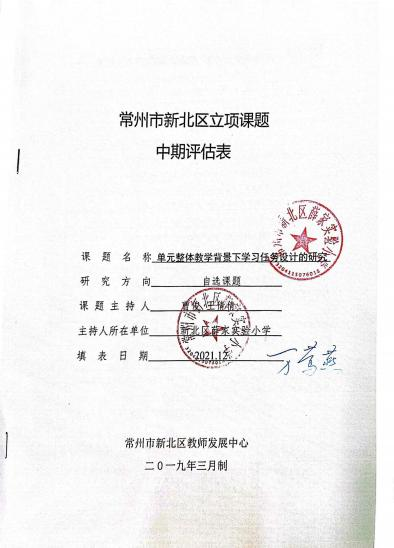 常州市新北区立项课题
中期评估表
课题名称 单元整体教学背景下学习任务设计的研究
研究方向 自选课题
课题主持人
主持人所在单位 新北区薛家实验小学
填表日期 2021.12
常州市新北区教师发展中心
二〇一九年三月制